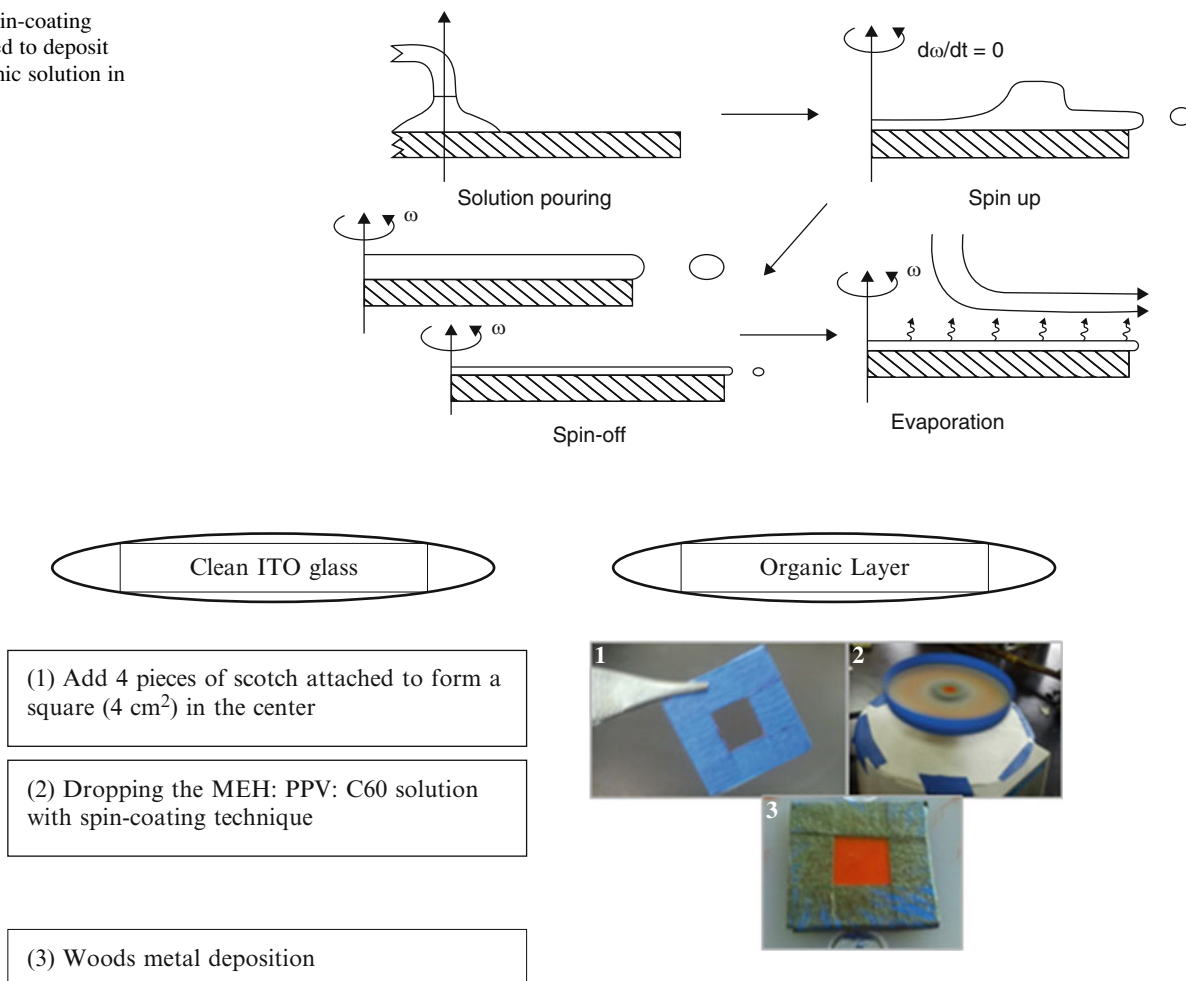 in-coating
ed to deposit
nic solution in
dω/dt = 0
Solution pouring
Spin up
ω
ω
ω
Spin-off
Evaporation
Clean ITO glass
Organic Layer
(1) Add 4 pieces of scotch attached to form a
square (4 cm²) in the center
(2) Dropping the MEH: PPV: C60 solution
with spin-coating technique
(3) Woods metal deposition
1
2
3